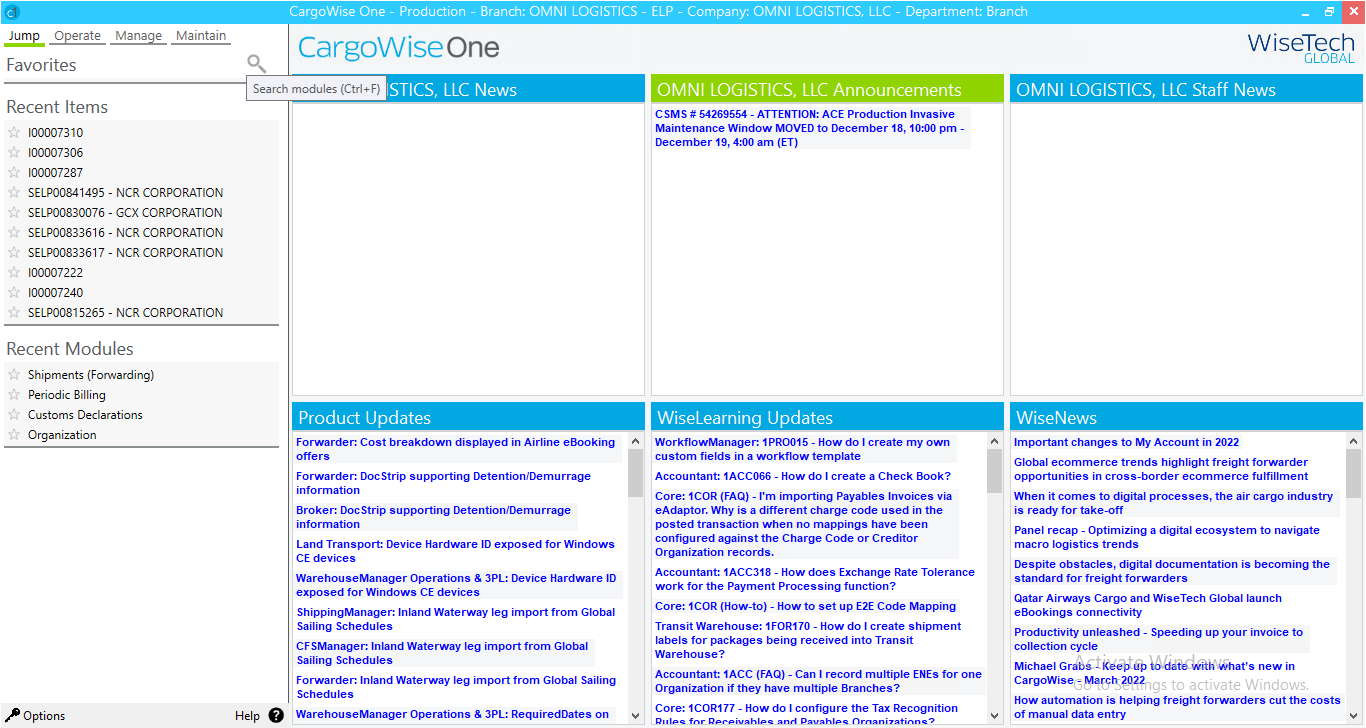 CargoWise One - Production - Branch: OMNI LOGISTICS - ELP - Company: OMNI LOGISTICS, LLC - Department: Branch
Jump Operate Manage Maintain
Favorites
Search modules (Ctrl+F)
Recent Items
I00007310
I00007306
I00007287
SELP00841495 - NCR CORPORATION
SELP00830076 - GCX CORPORATION
SELP00833616 - NCR CORPORATION
SELP00833617 - NCR CORPORATION
I00007222
I00007240
SELP00815265 - NCR CORPORATION
Recent Modules
Shipments (Forwarding)
Periodic Billing
Customs Declarations
Organization
Options
Help ?
CargoWise One
WiseTech
GLOBAL
ISTICS, LLC News
OMNI LOGISTICS, LLC Announcements
CSMS # 54269554 - ATTENTION: ACE Production Invasive
Maintenance Window MOVED to December 18, 10:00 pm -
December 19, 4:00 am (ET)
OMNI LOGISTICS, LLC Staff News
Product Updates
Forwarder: Cost breakdown displayed in Airline eBooking
offers
Forwarder: DocStrip supporting Detention/Demurrage
information
Broker: DocStrip supporting Detention/Demurrage
information
Land Transport: Device Hardware ID exposed for Windows
CE devices
WarehouseManager Operations & 3PL: Device Hardware ID
exposed for Windows CE devices
ShippingManager: Inland Waterway leg import from Global
Sailing Schedules
CFSManager: Inland Waterway leg import from Global
Sailing Schedules
Forwarder: Inland Waterway leg import from Global Sailing
Schedules
WarehouseManager Operations & 3PL: RequiredDates on
WiseLearning Updates
WorkflowManager: 1PRO015 - How do I create my own
custom fields in a workflow template
Accountant: 1ACC066 - How do I create a Check Book?
Core: 1COR (FAQ) - I'm importing Payables Invoices via
eAdaptor. Why is a different charge code used in the
posted transaction when no mappings have been
configured against the Charge Code or Creditor
Organization records.
Accountant: 1ACC318 - How does Exchange Rate Tolerance
work for the Payment Processing function?
Core: 1COR (How-to) - How to set up E2E Code Mapping
Transit Warehouse: 1FOR170 - How do I create shipment
labels for packages being received into Transit
Warehouse?
Accountant: 1ACC (FAQ) - Can I record multiple ENEs for one
Organization if they have multiple Branches?
Core: 1COR177 - How do I configure the Tax Recognition
Rules for Receivables and Payables Organizations?
WiseNews
Important changes to My Account in 2022
Global ecommerce trends highlight freight forwarder
opportunities in cross-border ecommerce fulfillment
When it comes to digital processes, the air cargo industry
is ready for take-off
Panel recap - Optimizing a digital ecosystem to navigate
macro logistics trends
Despite obstacles, digital documentation is becoming the
standard for freight forwarders
Qatar Airways Cargo and WiseTech Global launch
eBookings connectivity
Productivity unleashed - Speeding up your invoice to
collection cycle
Michael Grabs - Keep up to date with what's new in
CargoWise - March 2022
How automation is helping freight forwarders cut the costs
of manual data entry
Activate Windows
Go to Settings to activate Windows.